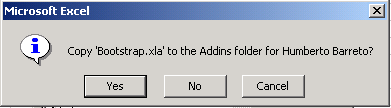 Microsoft Excel
Copy 'Bootstrap.xla' to the Addins folder for Humberto Barreto?
Yes
No
Cancel